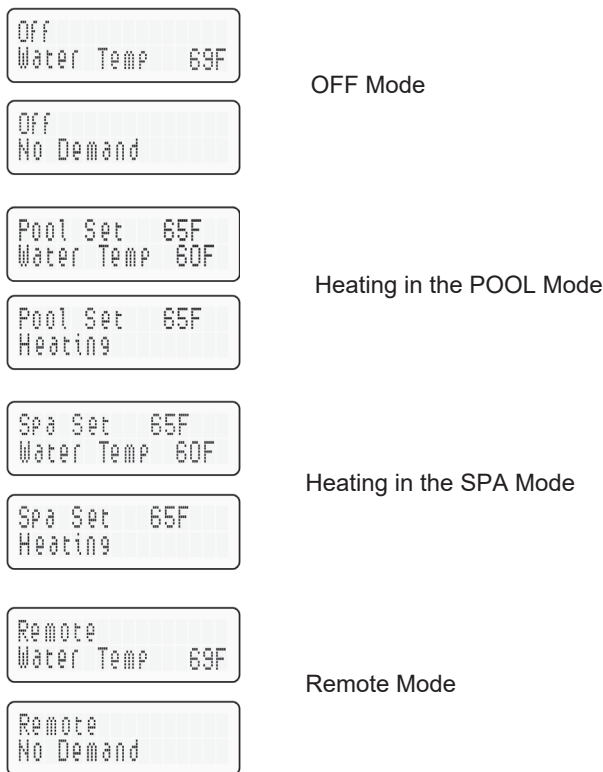 Off
Water Temp 69F
OFF Mode
Off
No Demand
Pool Set 65F
Water Temp 60F
Heating in the POOL Mode
Pool Set 65F
Heating
Spa Set 65F
Water Temp 60F
Heating in the SPA Mode
Spa Set 65F
Heating
Remote
Water Temp 69F
Remote Mode
Remote
No Demand